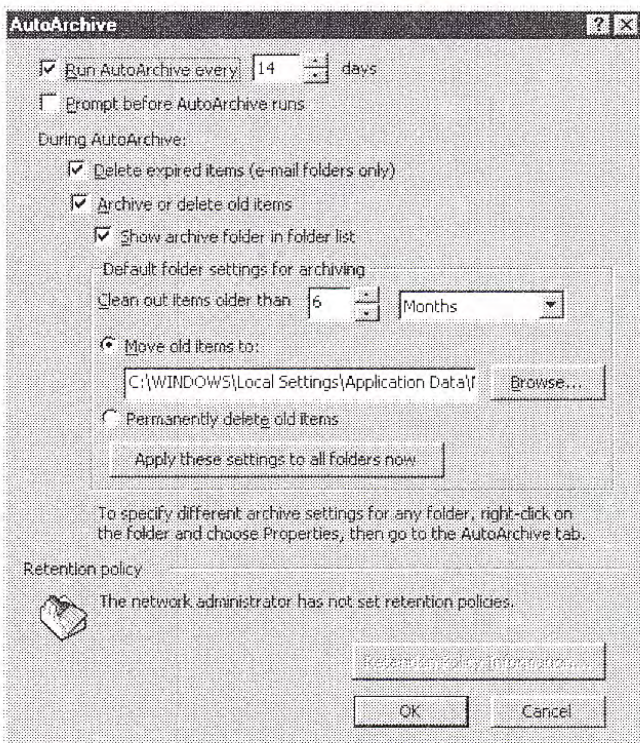 AutoArchive
Run AutoArchive every 14 days
Prompt before AutoArchive runs
During AutoArchive:
Delete expired items (e-mail folders only)
Archive or delete old items
Show archive folder in folder list
Default folder settings for archiving
Clean out items older than 6 Months
Move old items to:
C:\WINDOWS\Local Settings\Application Data\
Browse...
Permanently delete old items
Apply these settings to all folders now
To specify different archive settings for any folder, right-click on
the folder and choose Properties, then go to the AutoArchive tab.
Retention policy
The network administrator has not set retention policies.
Retention Policy Information...
OK Cancel